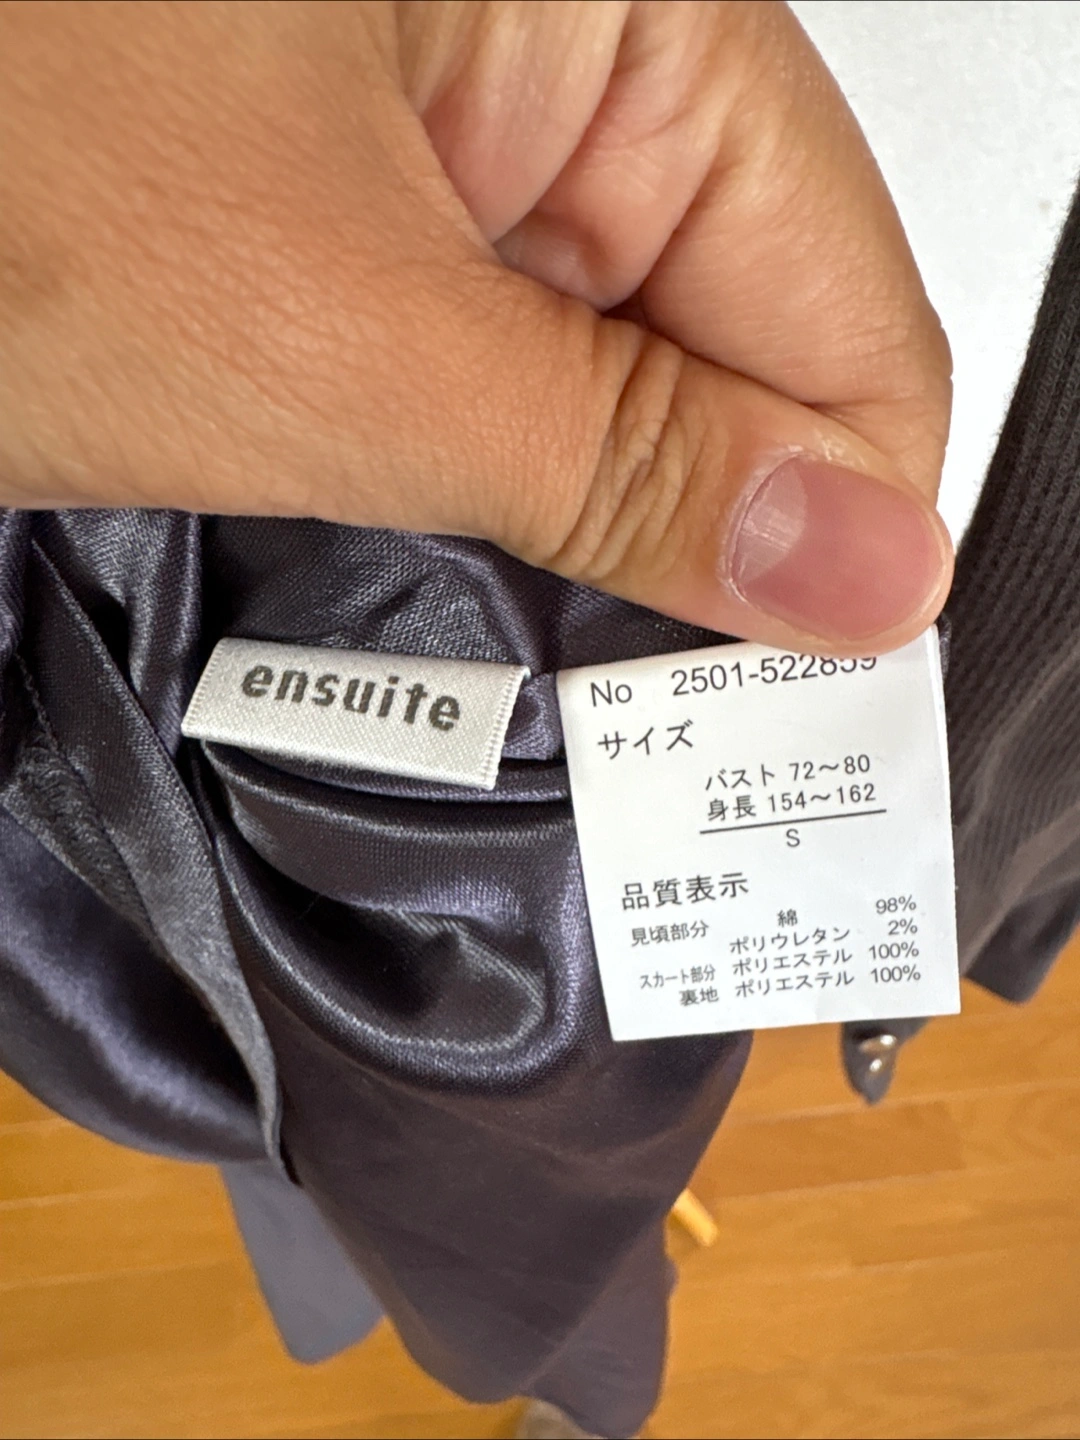 ensuite
No 2501-522859
サイズ
バスト 72～80
身長 154～162
S
品質表示
見頃部分 綿 98%
ポリウレタン 2%
スカート部分 ポリエステル 100%
裏地 ポリエステル 100%